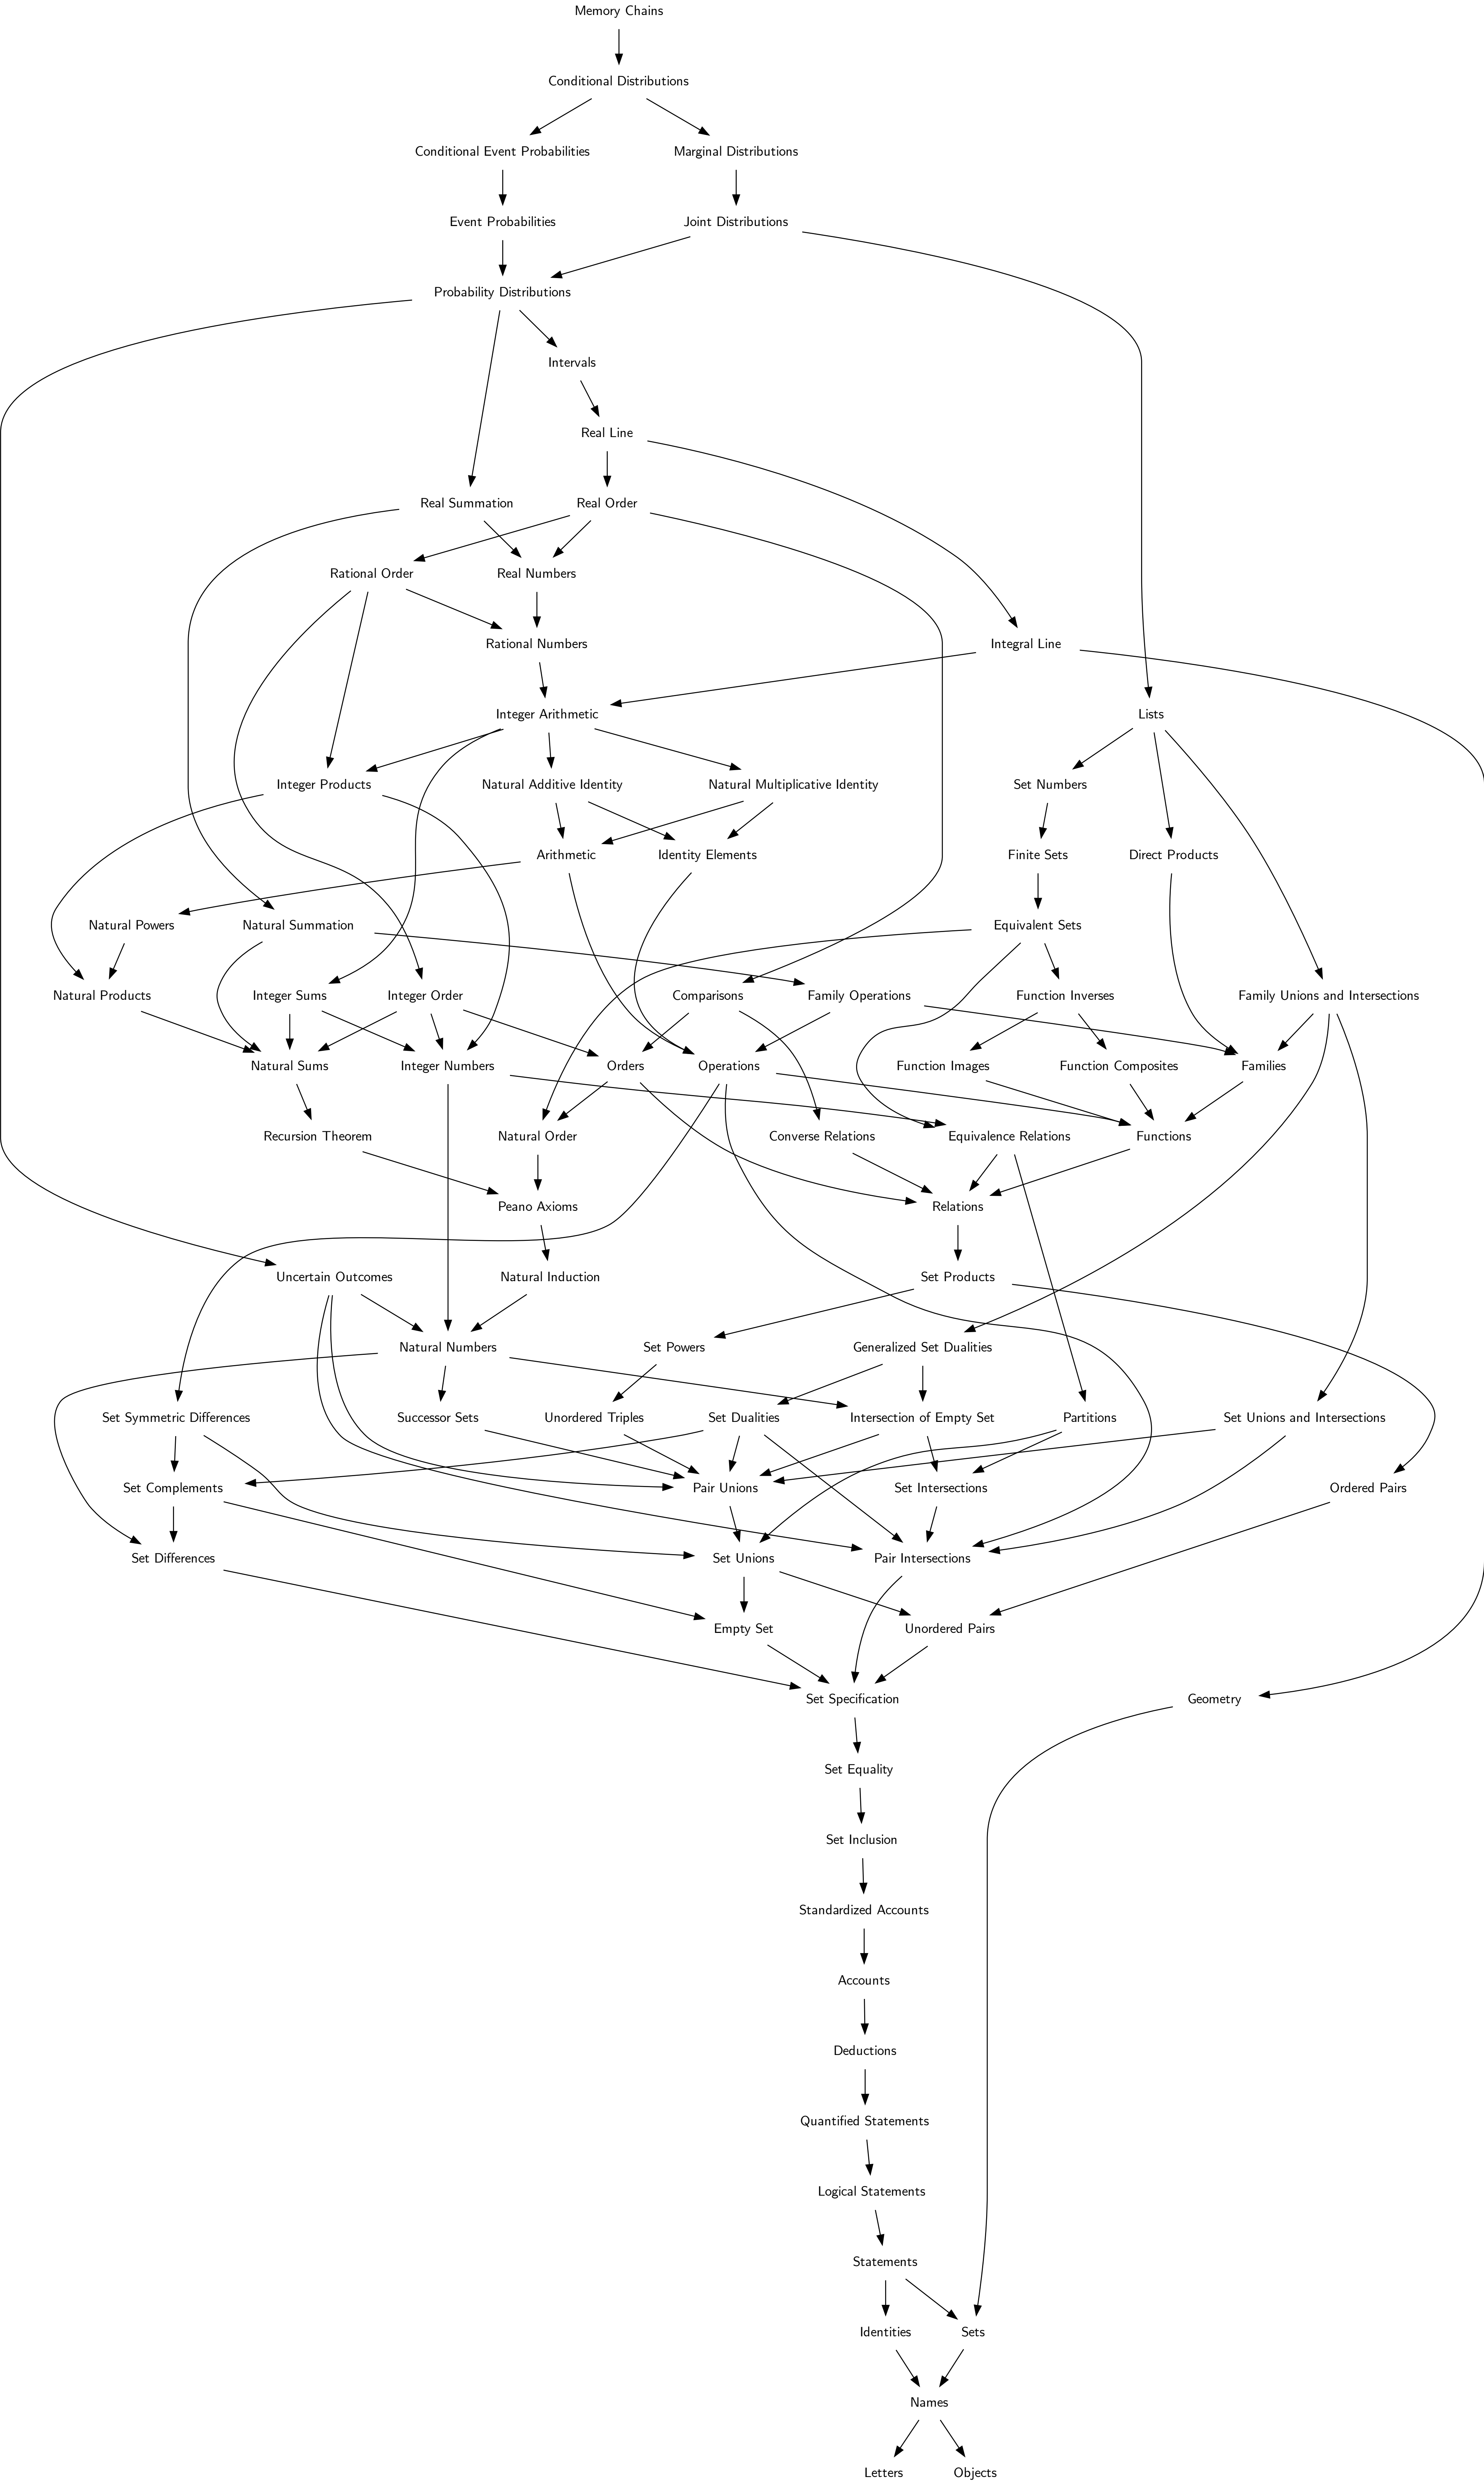 Memory Chains
Conditional Distributions
Conditional Event Probabilities
Marginal Distributions
Event Probabilities
Joint Distributions
Probability Distributions
Intervals
Real Line
Real Summation
Real Order
Rational Order
Real Numbers
Rational Numbers
Integral Line
Integer Arithmetic
Lists
Integer Products
Natural Additive Identity
Natural Multiplicative Identity
Set Numbers
Arithmetic
Identity Elements
Finite Sets
Direct Products
Natural Powers
Natural Summation
Equivalent Sets
Natural Products
Integer Sums
Integer Order
Comparisons
Family Operations
Function Inverses
Family Unions and Intersections
Natural Sums
Integer Numbers
Orders
Operations
Function Images
Function Composites
Families
Recursion Theorem
Natural Order
Converse Relations
Equivalence Relations
Functions
Peano Axioms
Relations
Uncertain Outcomes
Natural Induction
Set Products
Natural Numbers
Set Powers
Generalized Set Dualities
Set Symmetric Differences
Successor Sets
Unordered Triples
Set Dualities
Intersection of Empty Set
Partitions
Set Unions and Intersections
Set Complements
Pair Unions
Set Intersections
Ordered Pairs
Set Differences
Set Unions
Pair Intersections
Empty Set
Unordered Pairs
Set Specification
Geometry
Set Equality
Set Inclusion
Standardized Accounts
Accounts
Deductions
Quantified Statements
Logical Statements
Statements
Identities
Sets
Names
Letters
Objects